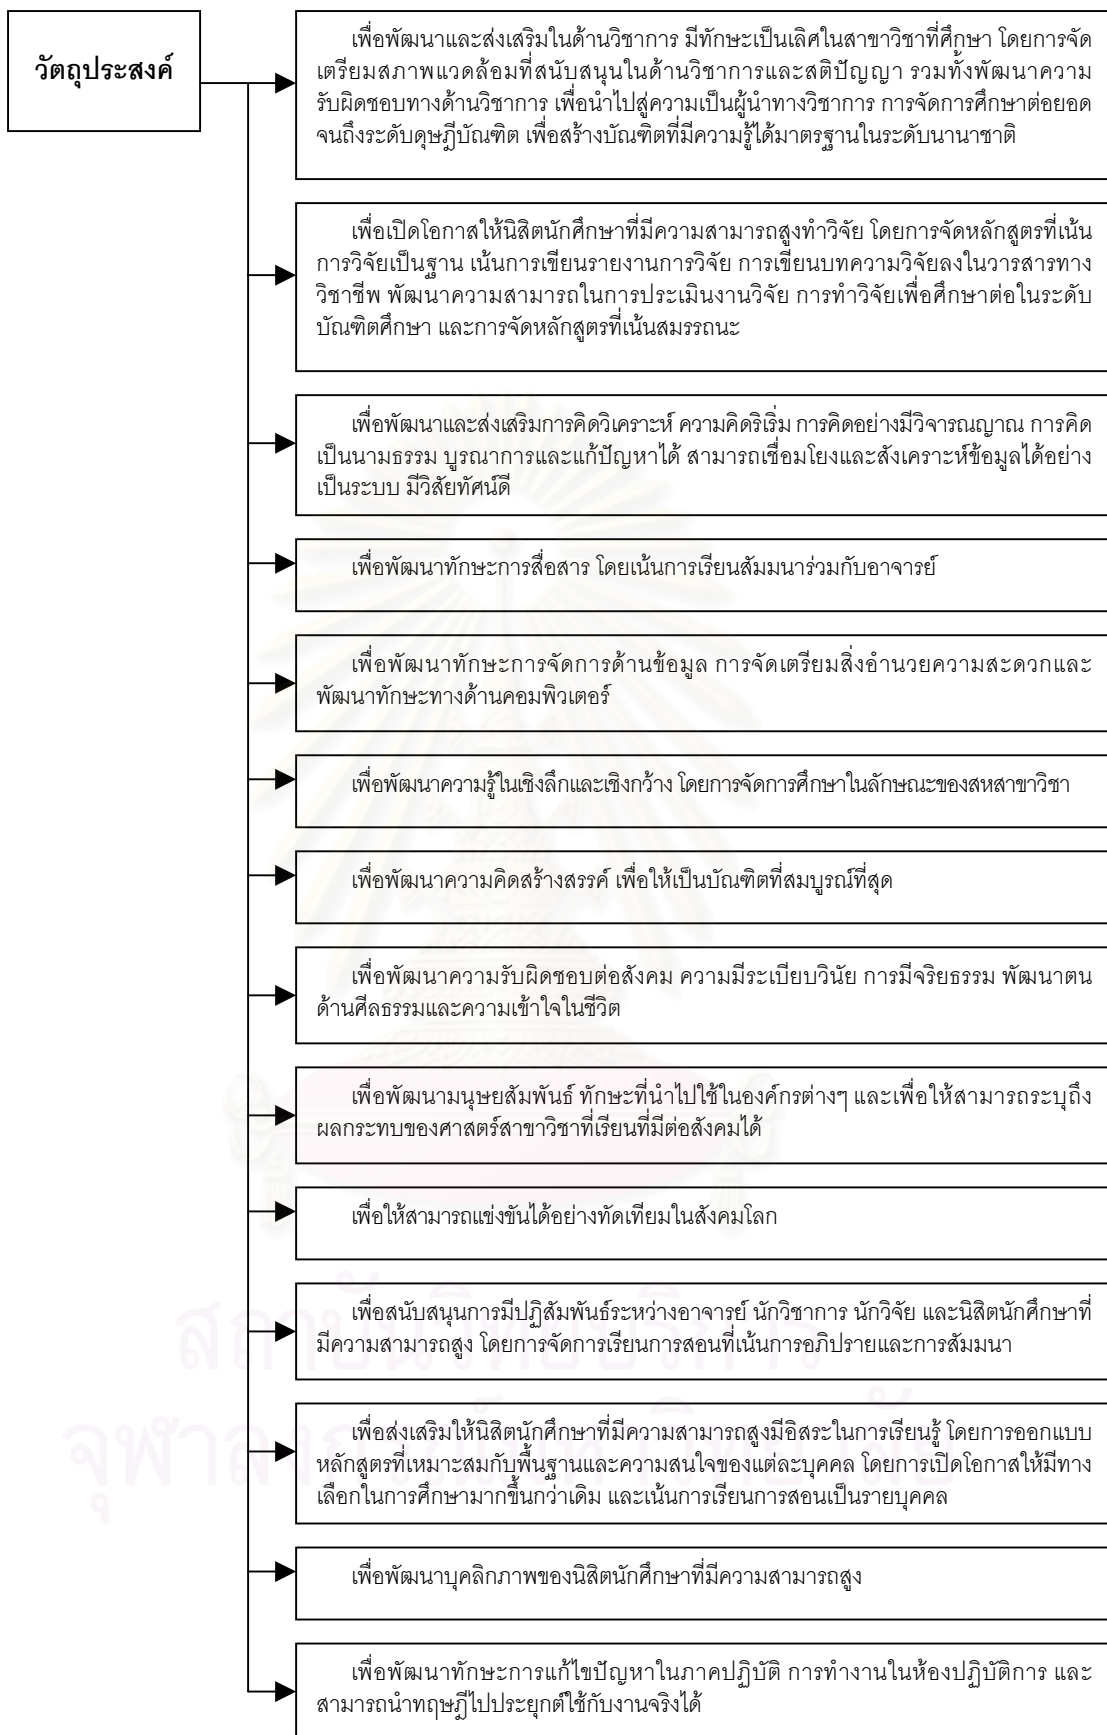 วัตถุประสงค์
เพื่อพัฒนาและส่งเสริมในด้านวิชาการ มีทักษะเป็นเลิศในสาขาวิชาที่ศึกษา โดยการจัด
เตรียมสภาพแวดล้อมที่สนับสนุนในด้านวิชาการและสติปัญญา รวมทั้งพัฒนาความ
รับผิดชอบทางด้านวิชาการ เพื่อนำไปสู่ความเป็นผู้นำทางวิชาการ การจัดการศึกษาต่อยอด
จนถึงระดับดุษฎีบัณฑิต เพื่อสร้างบัณฑิตที่มีความรู้ได้มาตรฐานในระดับนานาชาติ
เพื่อเปิดโอกาสให้นิสิตนักศึกษาที่มีความสามารถสูงทำวิจัย โดยการจัดหลักสูตรที่เน้น
การวิจัยเป็นฐาน เน้นการเขียนรายงานการวิจัย การเขียนบทความวิจัยลงในวารสารทาง
วิชาชีพ พัฒนาความสามารถในการประเมินงานวิจัย การทำวิจัยเพื่อศึกษาต่อในระดับ
บัณฑิตศึกษา และการจัดหลักสูตรที่เน้นสมรรถนะ
เพื่อพัฒนาและส่งเสริมการคิดวิเคราะห์ ความคิดริเริ่ม การคิดอย่างมีวิจารณญาณ การคิด
เป็นนามธรรม บูรณาการและแก้ปัญหาได้ สามารถเชื่อมโยงและสังเคราะห์ข้อมูลได้อย่าง
เป็นระบบ มีวิสัยทัศน์ดี
เพื่อพัฒนาทักษะการสื่อสาร โดยเน้นการเรียนสัมมนาร่วมกับอาจารย์
เพื่อพัฒนาทักษะการจัดการด้านข้อมูล การจัดเตรียมสิ่งอำนวยความสะดวกและ
พัฒนาทักษะทางด้านคอมพิวเตอร์
เพื่อพัฒนาความรู้ในเชิงลึกและเชิงกว้าง โดยการจัดการศึกษาในลักษณะของสหสาขาวิชา
เพื่อพัฒนาความคิดสร้างสรรค์ เพื่อให้เป็นบัณฑิตที่สมบูรณ์ที่สุด
เพื่อพัฒนาความรับผิดชอบต่อสังคม ความมีระเบียบวินัย การมีจริยธรรม พัฒนาตน
ด้านศีลธรรมและความเข้าใจในชีวิต
เพื่อพัฒนามนุษยสัมพันธ์ ทักษะที่นำไปใช้ในองค์กรต่างๆ และเพื่อให้สามารถระบุถึง
ผลกระทบของศาสตร์สาขาวิชาที่เรียนที่มีต่อสังคมได้
เพื่อให้สามารถแข่งขันได้อย่างทัดเทียมในสังคมโลก
เพื่อสนับสนุนการมีปฏิสัมพันธ์ระหว่างอาจารย์ นักวิชาการ นักวิจัย และนิสิตนักศึกษาที่
มีความสามารถสูง โดยการจัดการเรียนการสอนที่เน้นการอภิปรายและการสัมมนา
เพื่อส่งเสริมให้นิสิตนักศึกษาที่มีความสามารถสูงมีอิสระในการเรียนรู้ โดยการออกแบบ
หลักสูตรที่เหมาะสมกับพื้นฐานและความสนใจของแต่ละบุคคล โดยการเปิดโอกาสให้มีทาง
เลือกในการศึกษามากขึ้นกว่าเดิม และเน้นการเรียนการสอนเป็นรายบุคคล
เพื่อพัฒนาบุคลิกภาพของนิสิตนักศึกษาที่มีความสามารถสูง
เพื่อพัฒนาทักษะการแก้ไขปัญหาในภาคปฏิบัติ การทำงานในห้องปฏิบัติการ และ
สามารถนำทฤษฎีไปประยุกต์ใช้กับงานจริงได้
สถาบันวิทยบริการ
จุฬาลงกรณ์มหาวิทยาลัย